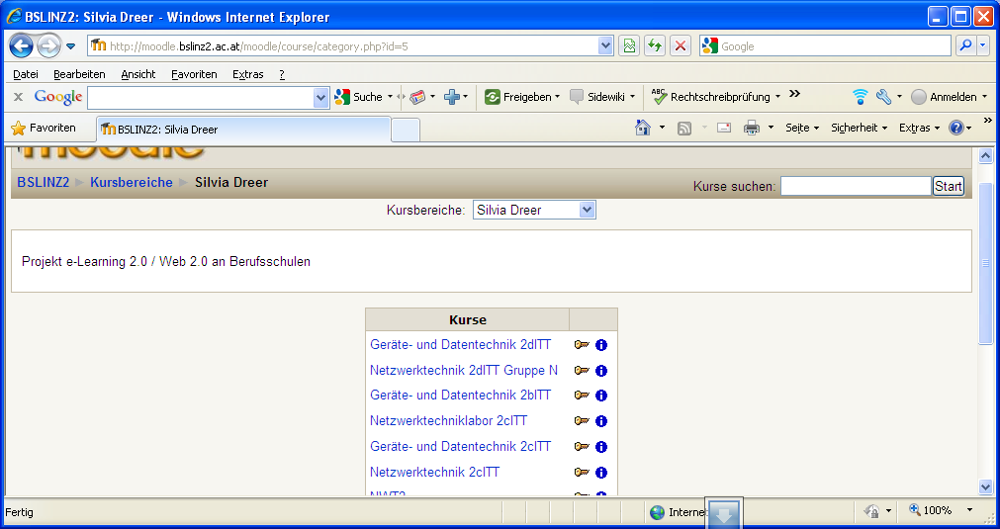 BSLINZ2: Silvia Dreer - Windows Internet Explorer
http://moodle.bslinz2.ac.at/moodle/course/category.php?id=5
Google
Datei Bearbeiten Ansicht Favoriten Extras ?
x Google Suche Freigeben Sidewiki ABC Rechtschreibprüfung » Anmelden
Favoriten BSLINZ2: Silvia Dreer Seite Sicherheit Extras »
moodle
BSLINZ2 ► Kursbereiche ► Silvia Dreer Kurse suchen: Start
Kursbereiche: Silvia Dreer
Projekt e-Learning 2.0 / Web 2.0 an Berufsschulen
Kurse
Geräte- und Datentechnik 2dITT
Netzwerktechnik 2dITT Gruppe N
Geräte- und Datentechnik 2bITT
Netzwerktechniklabor 2cITT
Geräte- und Datentechnik 2cITT
Netzwerktechnik 2cITT
NWT2
Fertig Internet 100%